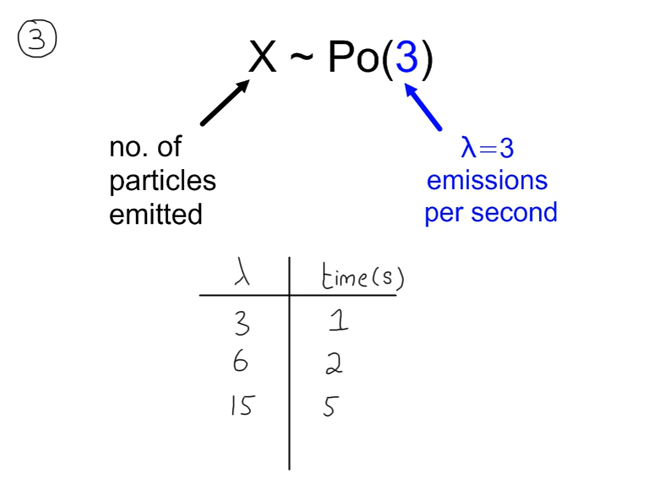 3
X ~ Po(3)
no. of
particles
emitted
λ=3
emissions
per second
λ time(s)
3 1
6 2
15 5